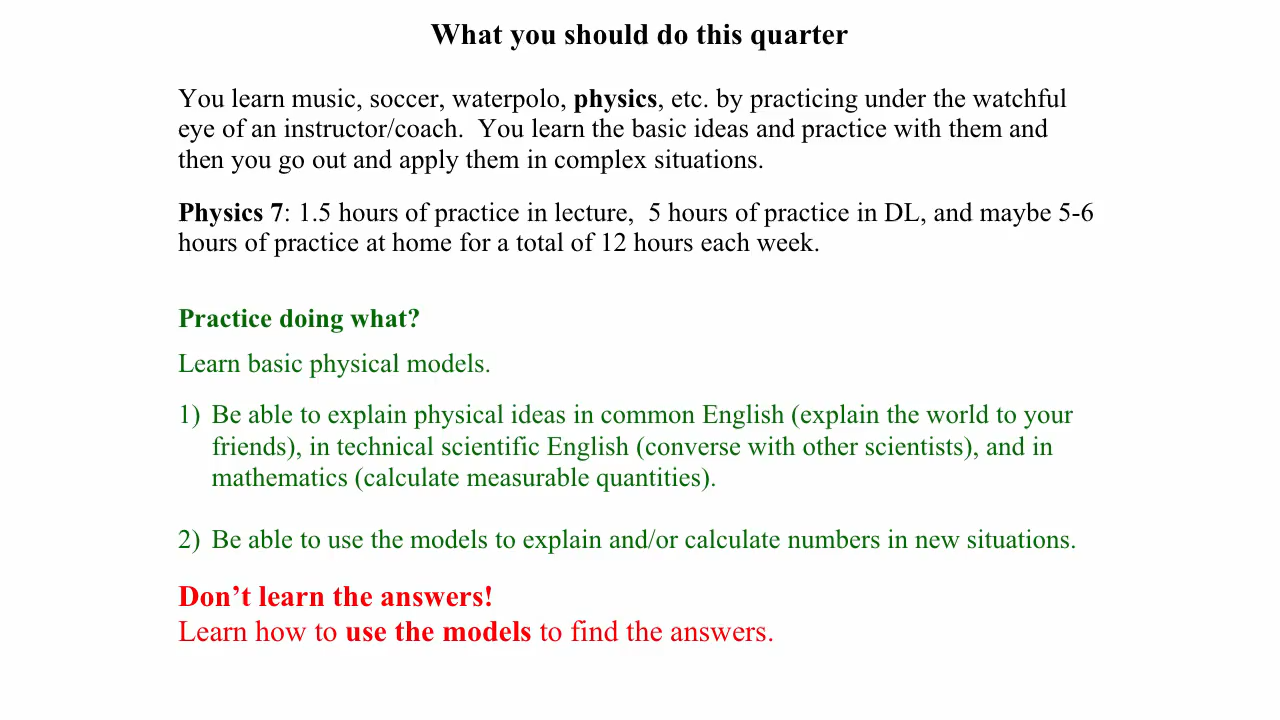 What you should do this quarter
You learn music, soccer, waterpolo, physics, etc. by practicing under the watchful
eye of an instructor/coach.  You learn the basic ideas and practice with them and
then you go out and apply them in complex situations.
Physics 7: 1.5 hours of practice in lecture,  5 hours of practice in DL, and maybe 5-6
hours of practice at home for a total of 12 hours each week.
Practice doing what?
Learn basic physical models.
1) Be able to explain physical ideas in common English (explain the world to your
friends), in technical scientific English (converse with other scientists), and in
mathematics (calculate measurable quantities).
2) Be able to use the models to explain and/or calculate numbers in new situations.
Don’t learn the answers!
Learn how to use the models to find the answers.